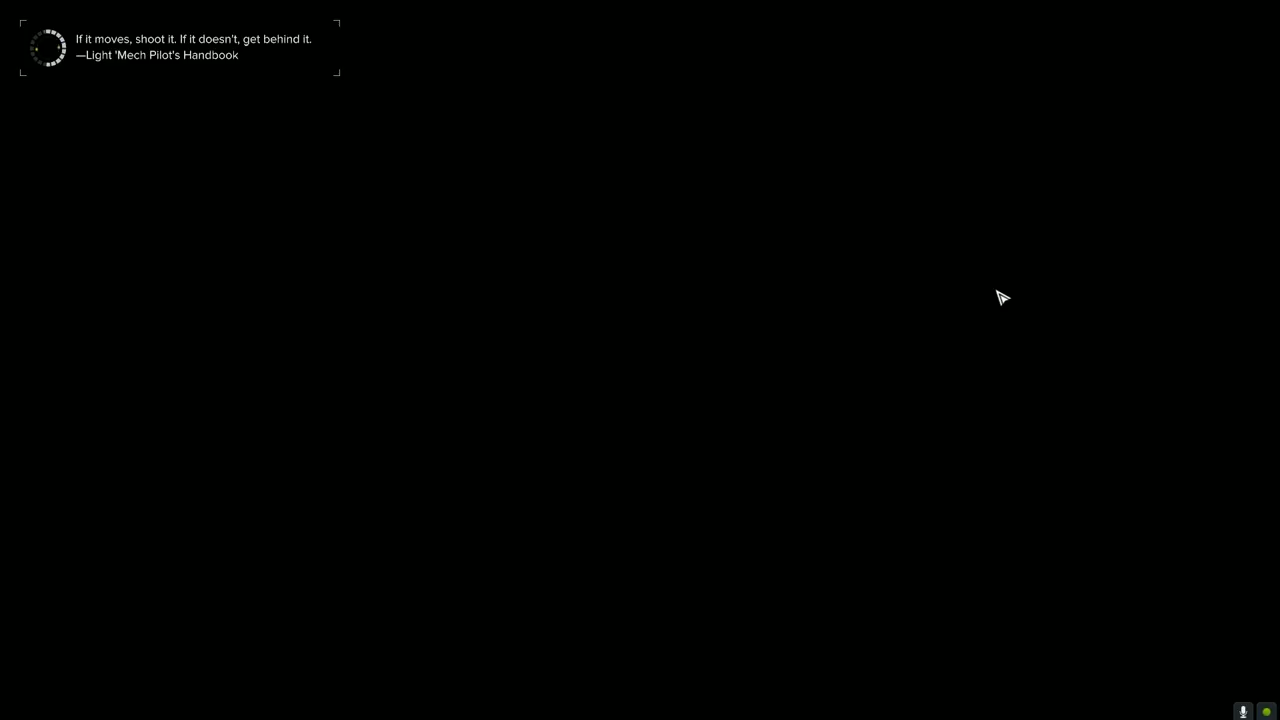 If it moves, shoot it. If it doesn't, get behind it.
—Light 'Mech Pilot's Handbook